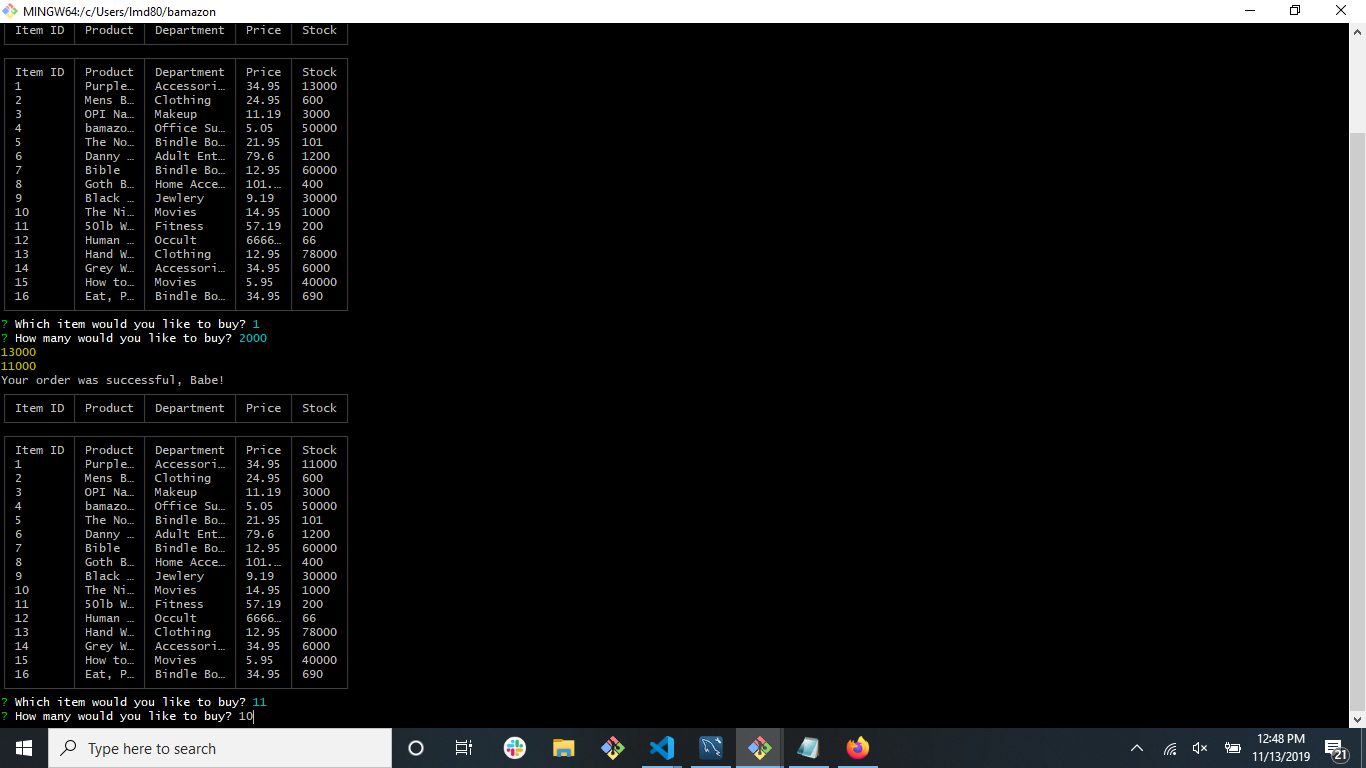 MINGW64:/c/Users/lmd80/bamazon
Item ID Product Department Price Stock
Item ID Product Department Price Stock
1 Purple… Accessori… 34.95 13000
2 Mens B… Clothing 24.95 600
3 OPI Na… Makeup 11.19 3000
4 bamazo… Office Su… 5.05 50000
5 The No… Bindle Bo… 21.95 101
6 Danny … Adult Ent… 79.6 1200
7 Bible Bindle Bo… 12.95 60000
8 Goth B… Home Acce… 101.… 400
9 Black … Jewlery 9.19 30000
10 The Ni… Movies 14.95 1000
11 50lb W… Fitness 57.19 200
12 Human … Occult 6666… 66
13 Hand W… Clothing 12.95 78000
14 Grey W… Accessori… 34.95 6000
15 How to… Movies 5.95 40000
16 Eat, P… Bindle Bo… 34.95 690
? Which item would you like to buy? 1
? How many would you like to buy? 2000
13000
11000
Your order was successful, Babe!
Item ID Product Department Price Stock
Item ID Product Department Price Stock
1 Purple… Accessori… 34.95 11000
2 Mens B… Clothing 24.95 600
3 OPI Na… Makeup 11.19 3000
4 bamazo… Office Su… 5.05 50000
5 The No… Bindle Bo… 21.95 101
6 Danny … Adult Ent… 79.6 1200
7 Bible Bindle Bo… 12.95 60000
8 Goth B… Home Acce… 101.… 400
9 Black … Jewlery 9.19 30000
10 The Ni… Movies 14.95 1000
11 50lb W… Fitness 57.19 200
12 Human … Occult 6666… 66
13 Hand W… Clothing 12.95 78000
14 Grey W… Accessori… 34.95 6000
15 How to… Movies 5.95 40000
16 Eat, P… Bindle Bo… 34.95 690
? Which item would you like to buy? 11
? How many would you like to buy? 10
Type here to search
12:48 PM
11/13/2019
21